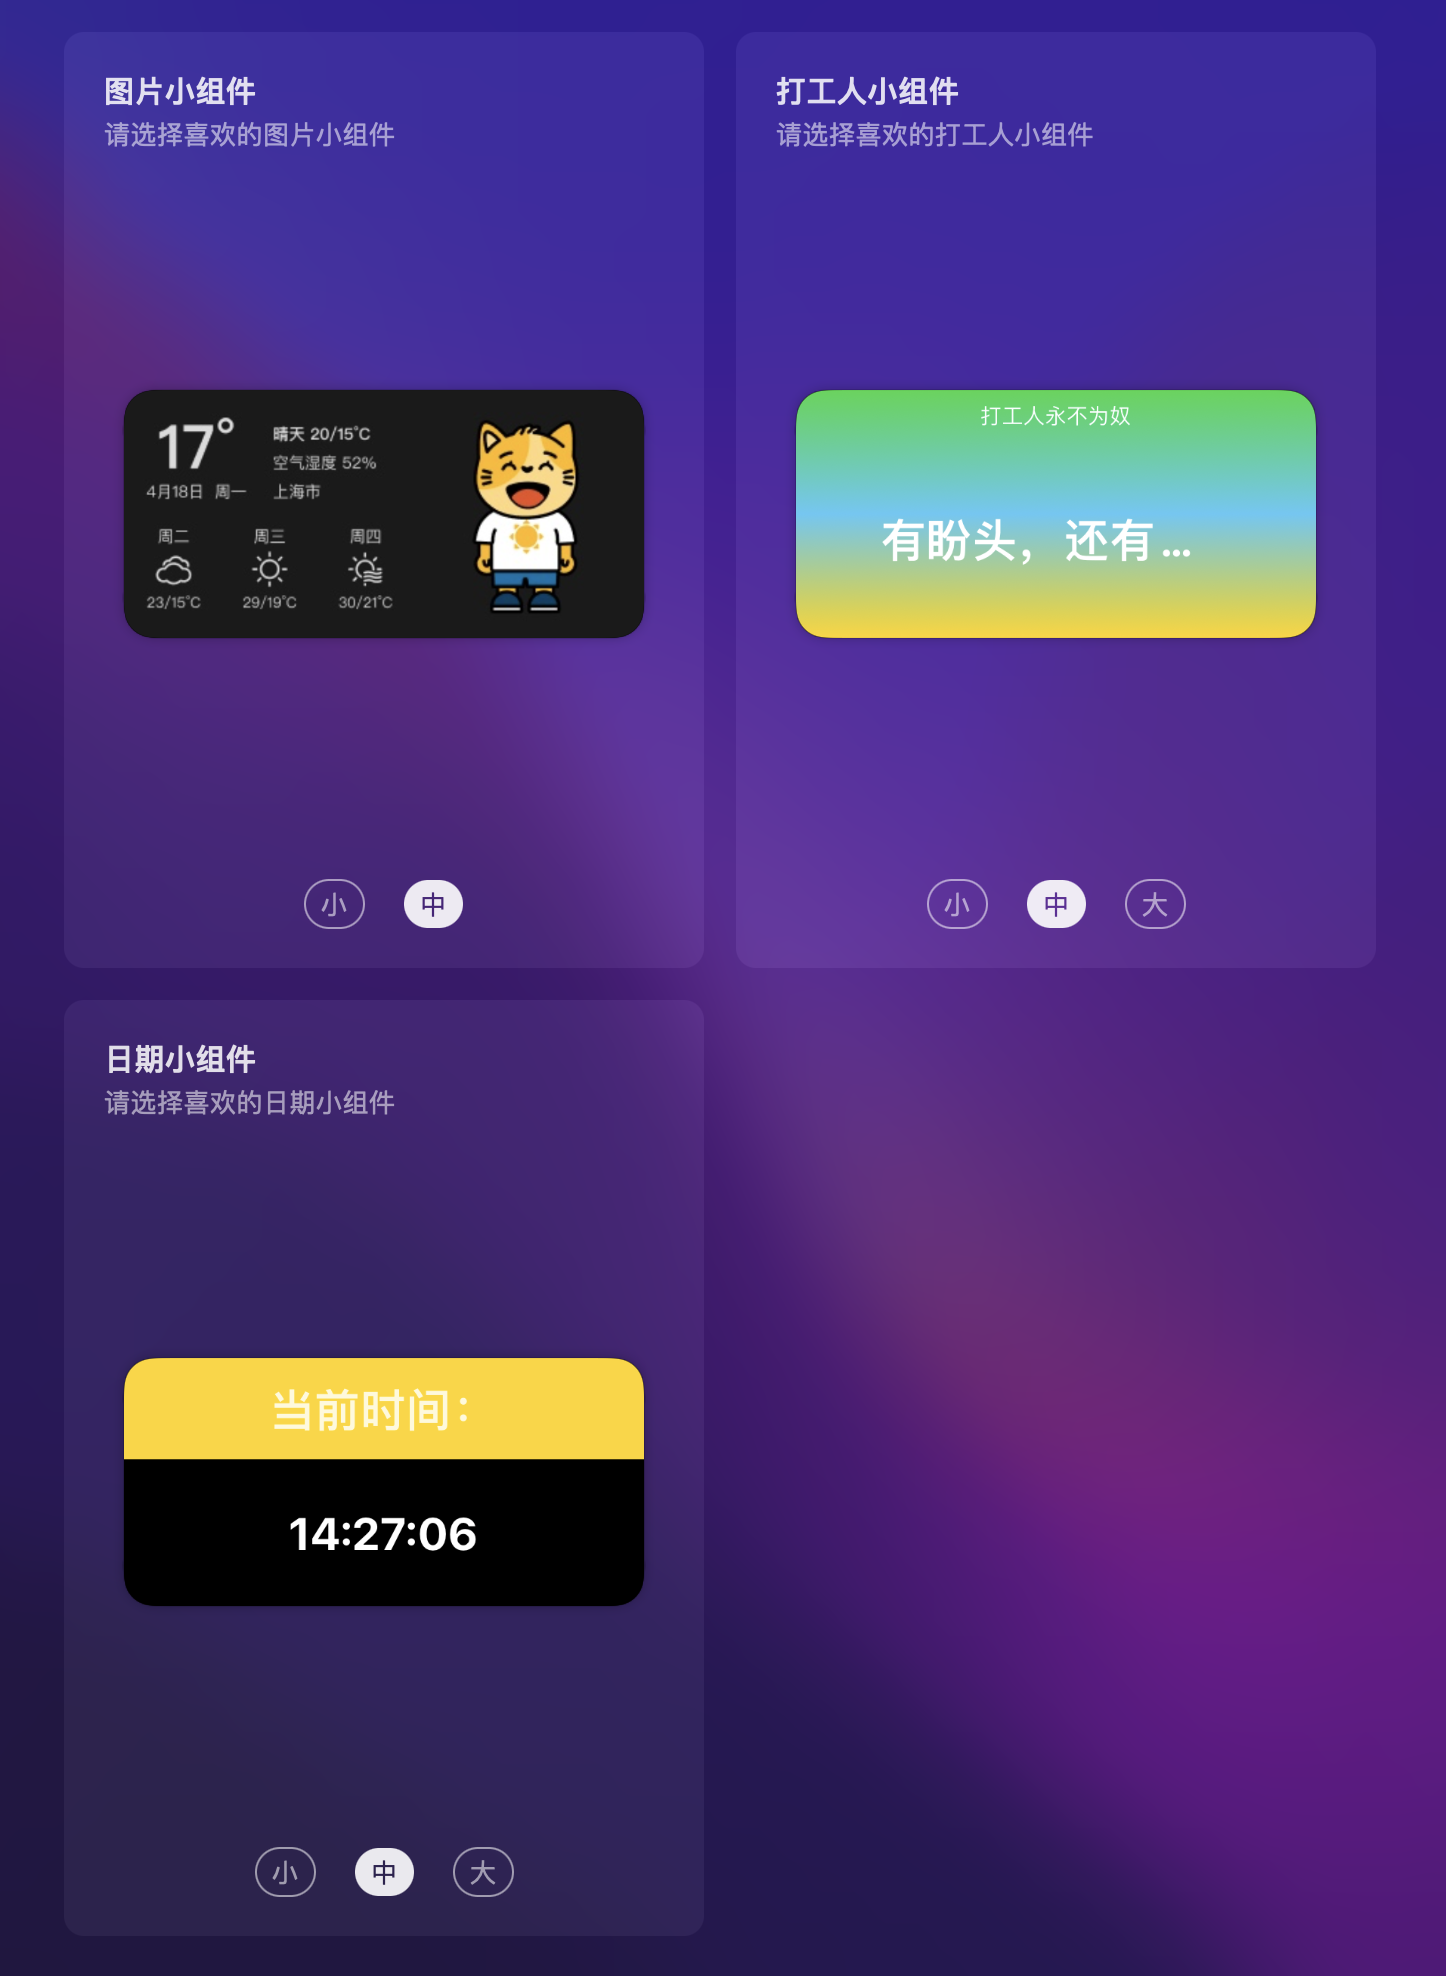 图片小组件
请选择喜欢的图片小组件
17°
4月18日 周一
晴天 20/15°C
空气湿度 52%
上海市
周二 周三 周四
23/15°C 29/19°C 30/21°C
小 中
打工人小组件
请选择喜欢的打工人小组件
打工人永不为奴
有盼头，还有...
小 中 大
日期小组件
请选择喜欢的日期小组件
当前时间：
14:27:06
小 中 大